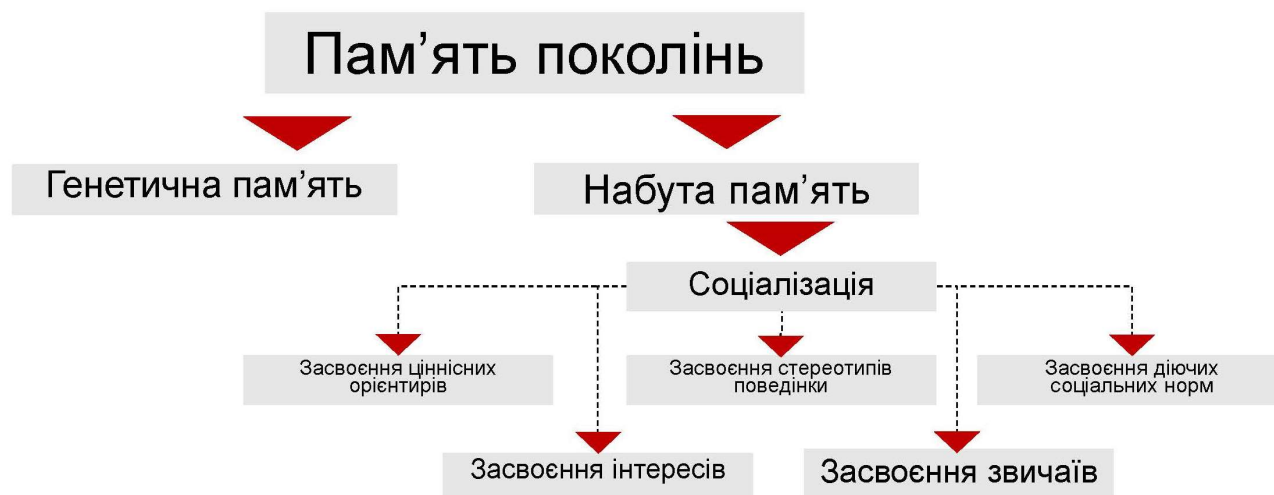 Пам’ять поколінь
Генетична пам’ять
Набута пам’ять
Соціалізація
Засвоєння ціннісних
орієнтирів
Засвоєння стереотипів
поведінки
Засвоєння діючих
соціальних норм
Засвоєння інтересів
Засвоєння звичаїв